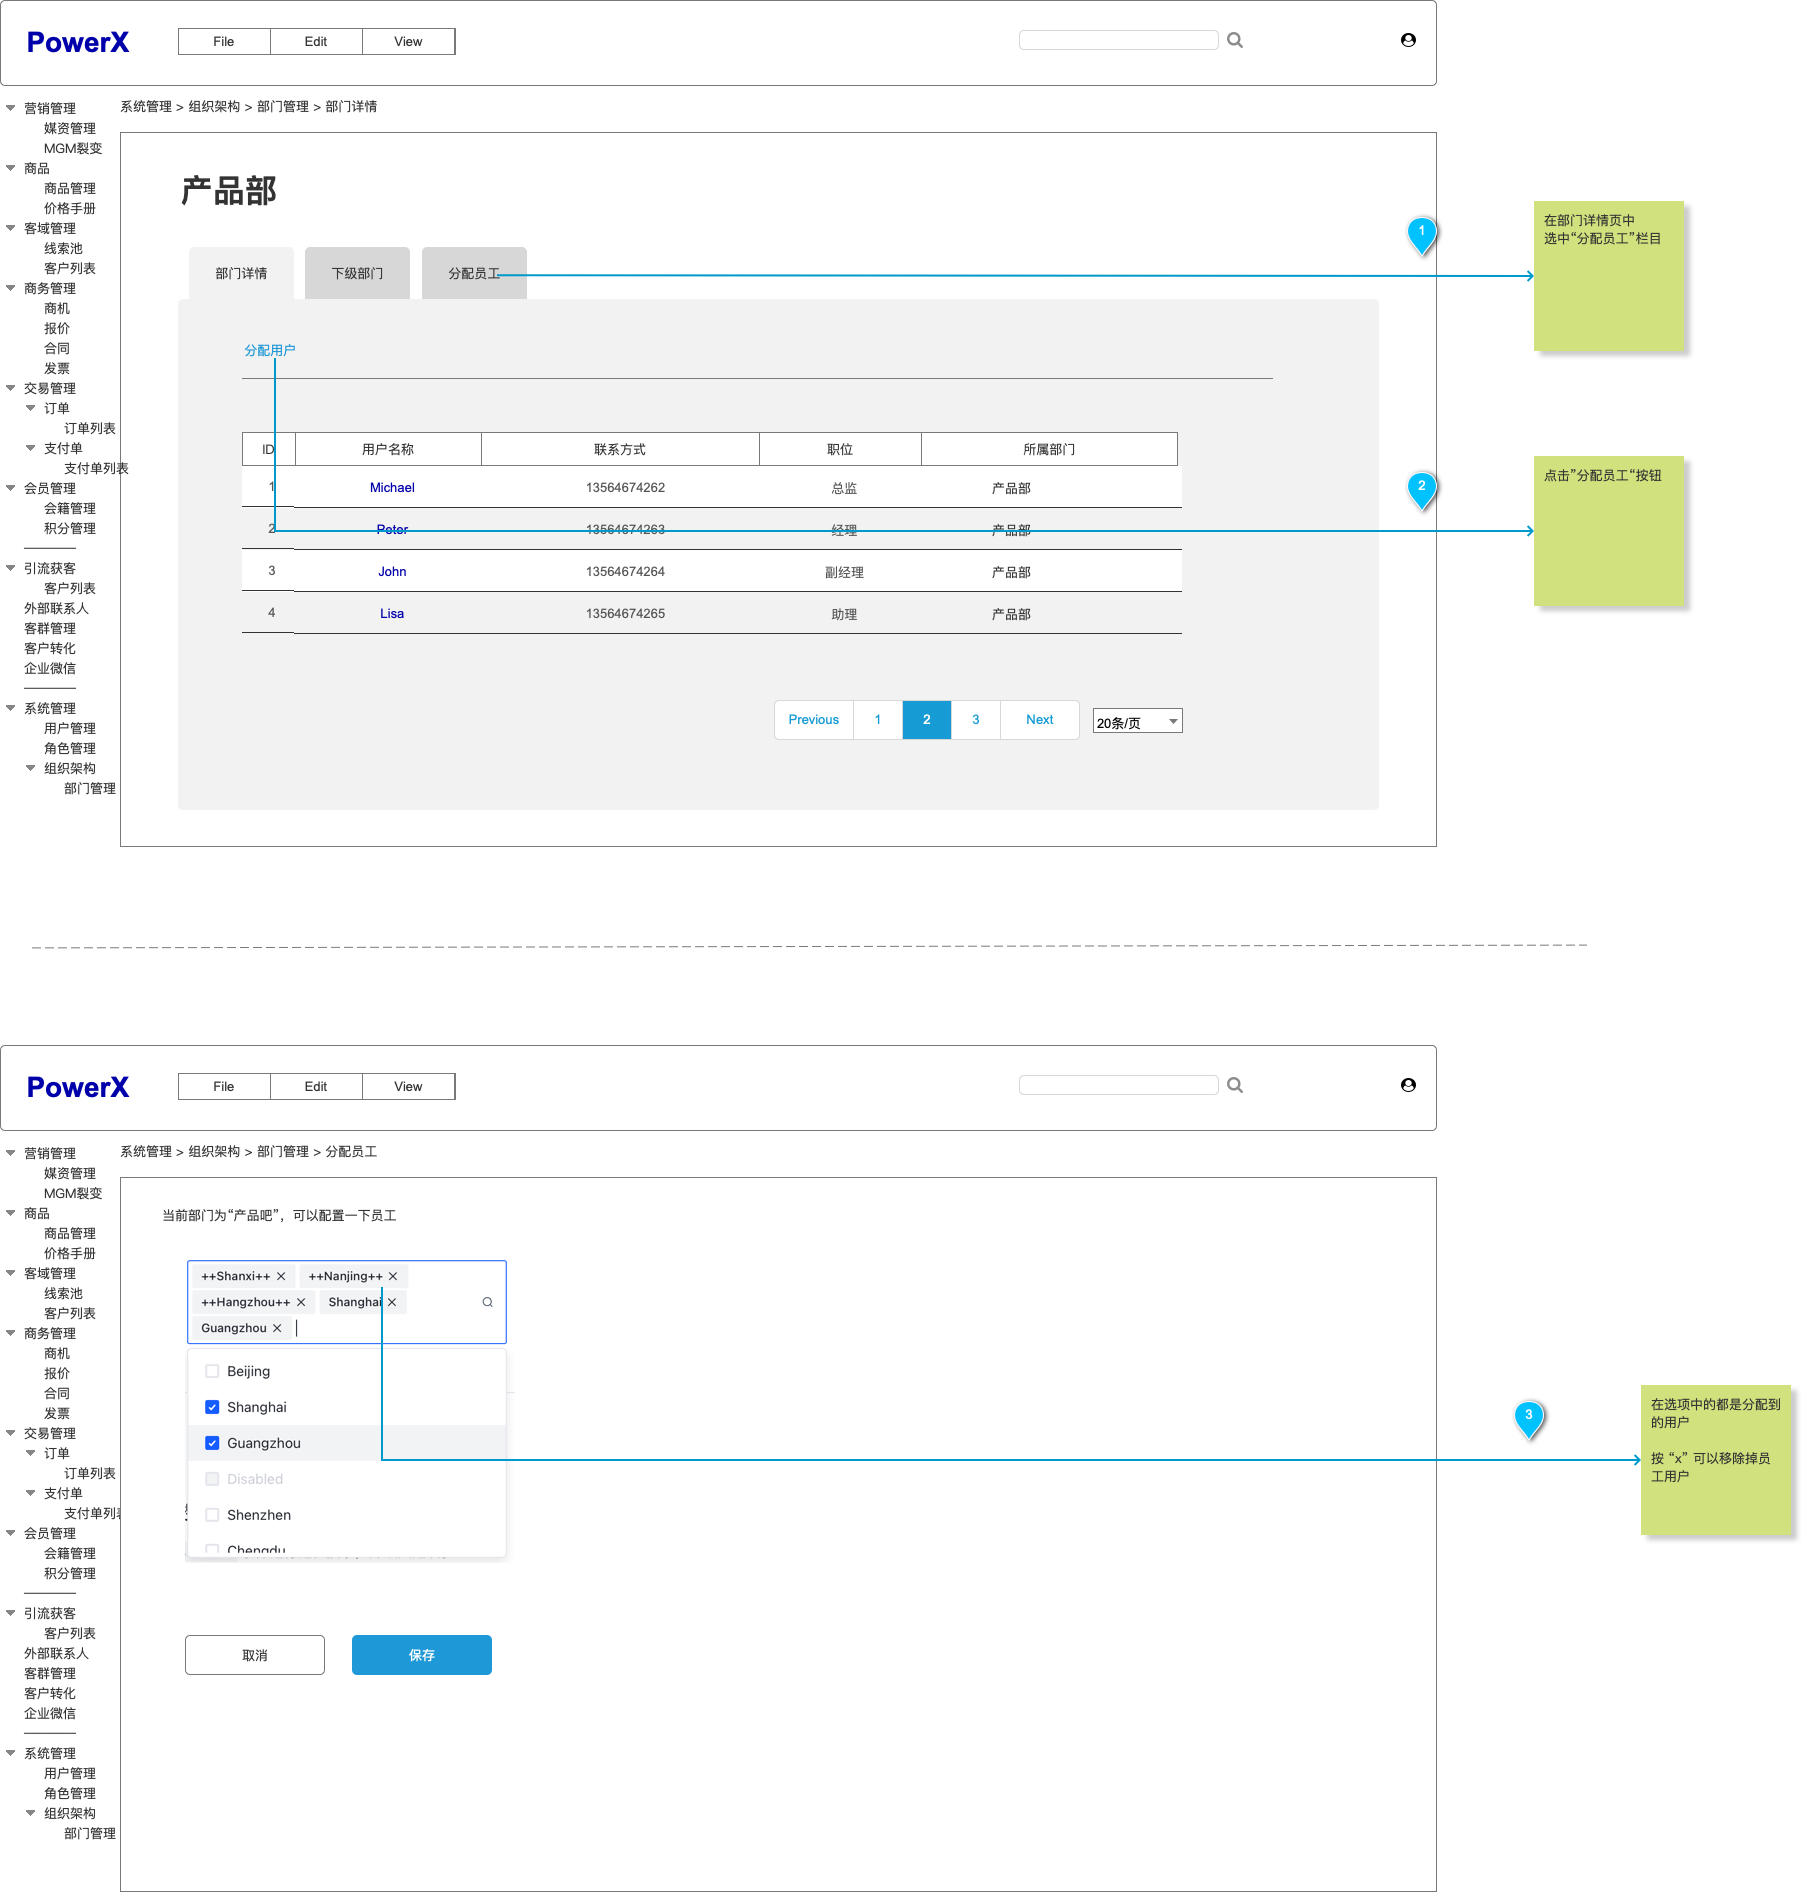 PowerX
File
Edit
View
系统管理 > 组织架构 > 部门管理 > 部门详情
营销管理
媒资管理
MGM裂变
商品
商品管理
价格手册
客域管理
线索池
客户列表
商务管理
商机
报价
合同
发票
交易管理
订单
订单列表
支付单
支付单列表
会员管理
会籍管理
积分管理
引流获客
客户列表
外部联系人
客群管理
客户转化
企业微信
系统管理
用户管理
角色管理
组织架构
部门管理
产品部
部门详情
下级部门
分配员工
分配用户
ID 用户名称 联系方式 职位 所属部门
1 Michael 13564674262 总监 产品部
2 Peter 13564674263 经理 产品部
3 John 13564674264 副经理 产品部
4 Lisa 13564674265 助理 产品部
Previous 1 2 3 Next
20条/页
1
在部门详情页中
选中“分配员工”栏目
2
点击”分配员工“按钮
PowerX
File
Edit
View
系统管理 > 组织架构 > 部门管理 > 分配员工
营销管理
媒资管理
MGM裂变
商品
商品管理
价格手册
客域管理
线索池
客户列表
商务管理
商机
报价
合同
发票
交易管理
订单
订单列表
支付单
支付单列
会员管理
会籍管理
积分管理
引流获客
客户列表
外部联系人
客群管理
客户转化
企业微信
系统管理
用户管理
角色管理
组织架构
部门管理
当前部门为“产品吧”，可以配置一下员工
++Shanxi++ ++Nanjing++
++Hangzhou++ Shanghai
Guangzhou
Beijing
Shanghai
Guangzhou
Disabled
Shenzhen
Chengdu
取消
保存
3
在选项中的都是分配到
的用户
按 “x” 可以移除掉员
工用户